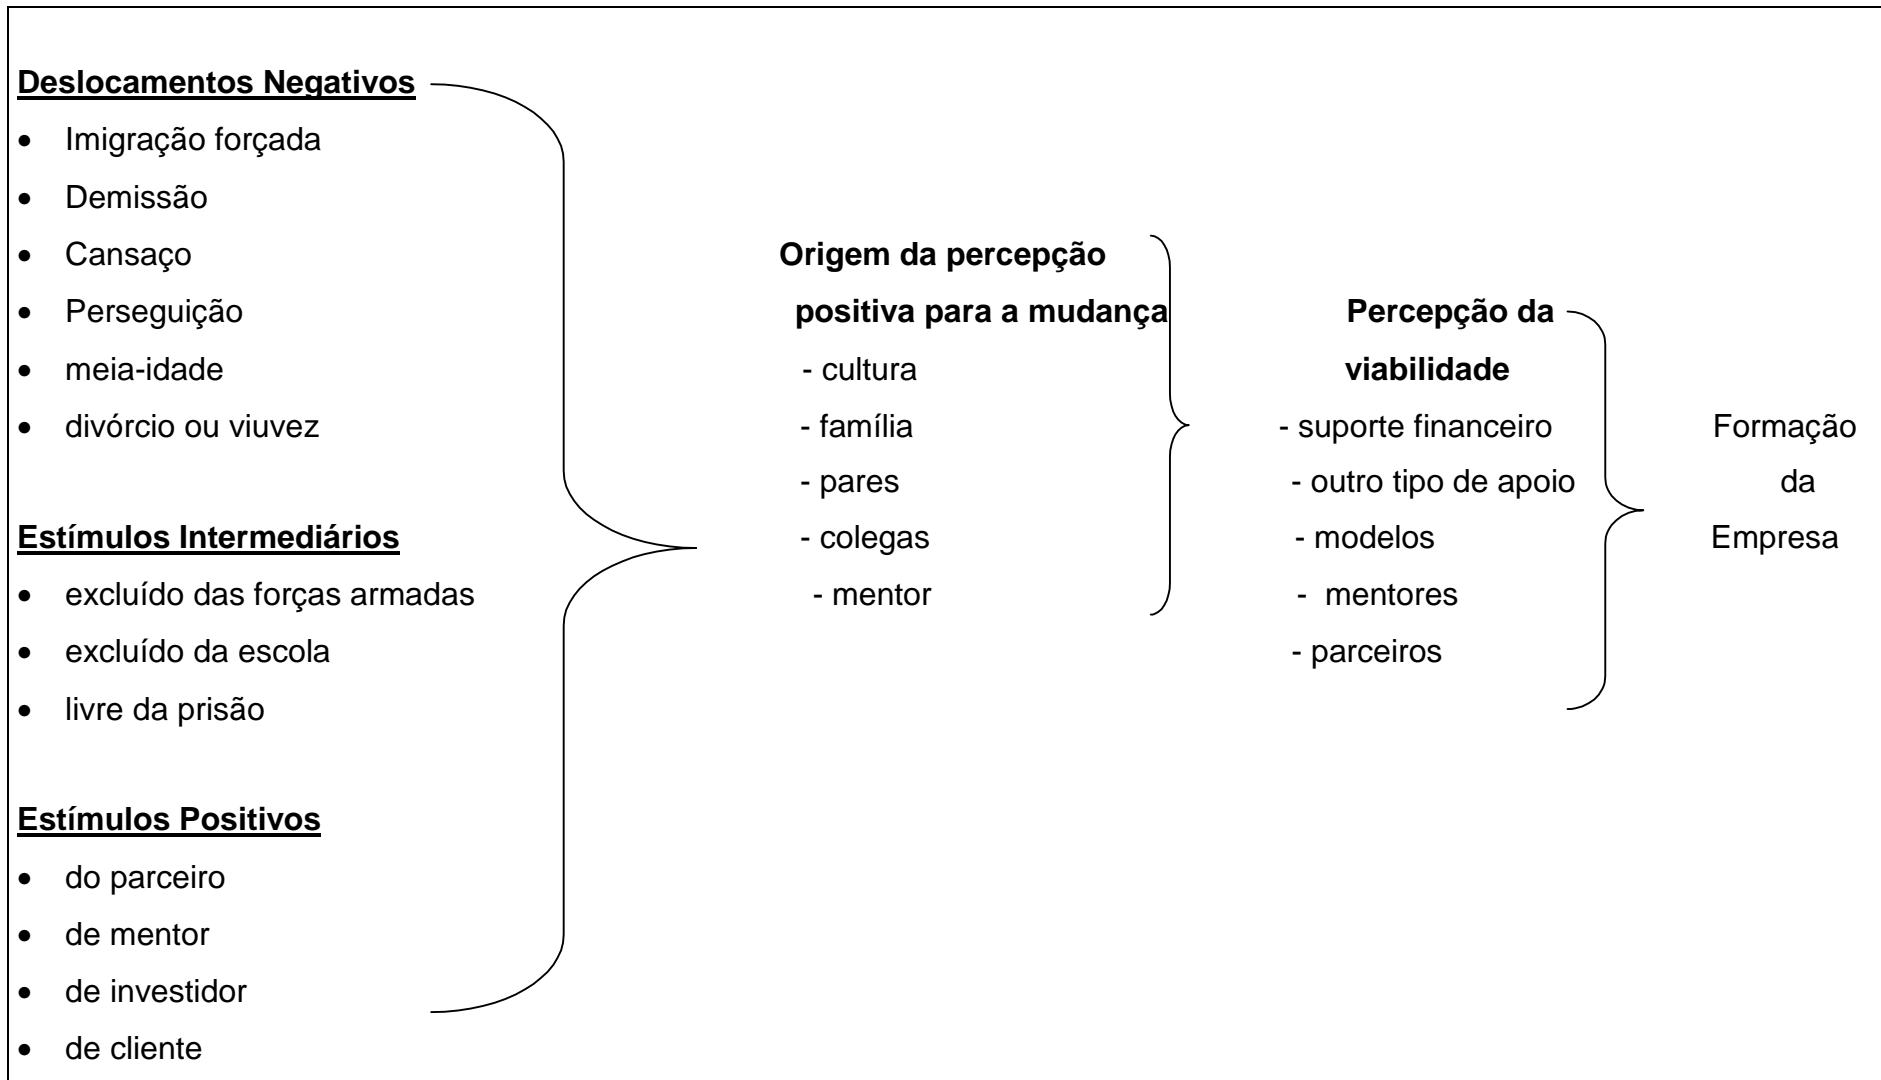 Deslocamentos Negativos
• Imigração forçada
• Demissão
• Cansaço
• Perseguição
• meia-idade
• divórcio ou viuvez
Estímulos Intermediários
• excluído das forças armadas
• excluído da escola
• livre da prisão
Estímulos Positivos
• do parceiro
• de mentor
• de investidor
• de cliente
Origem da percepção
positiva para a mudança
- cultura
- família
- pares
- colegas
- mentor
Percepção da
viabilidade
- suporte financeiro
- outro tipo de apoio
- modelos
- mentores
- parceiros
Formação
da
Empresa